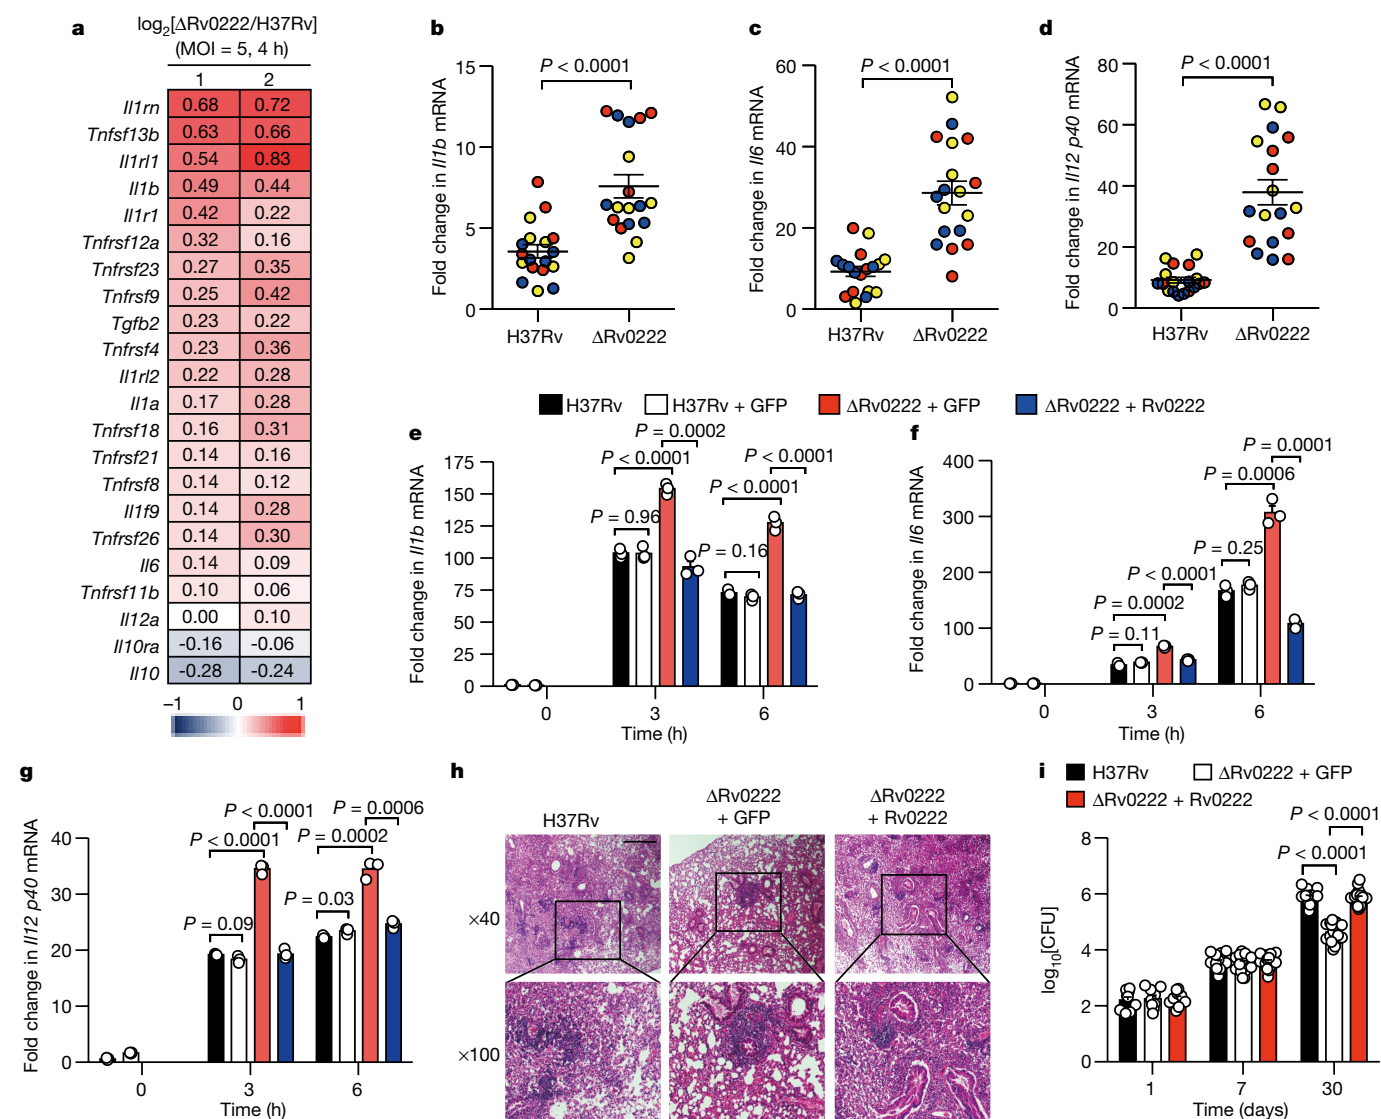 a
log2[ΔRv0222/H37Rv]
(MOI = 5, 4 h)
1 2
Il1rn 0.68 0.72
Tnfsf13b 0.63 0.66
Il1rl1 0.54 0.83
Il1b 0.49 0.44
Il1r1 0.42 0.22
Tnfrsf12a 0.32 0.16
Tnfrsf23 0.27 0.35
Tnfrsf9 0.25 0.42
Tgfb2 0.23 0.22
Tnfrsf4 0.23 0.36
Il1rl2 0.22 0.28
Il1a 0.17 0.28
Tnfrsf18 0.16 0.31
Tnfrsf21 0.14 0.16
Tnfrsf8 0.14 0.12
Il1f9 0.14 0.28
Tnfrsf26 0.14 0.30
Il6 0.14 0.09
Tnfrsf11b 0.10 0.06
Il12a 0.00 0.10
Il10ra -0.16 -0.06
Il10 -0.28 -0.24
−1 0 1
b
Fold change in Il1b mRNA
15
10
5
0
P < 0.0001
H37Rv ΔRv0222
c
Fold change in Il6 mRNA
60
40
20
0
P < 0.0001
H37Rv ΔRv0222
d
Fold change in Il12 p40 mRNA
80
60
40
20
0
P < 0.0001
H37Rv ΔRv0222
H37Rv H37Rv + GFP ΔRv0222 + GFP ΔRv0222 + Rv0222
e
Fold change in Il1b mRNA
175
150
125
100
75
50
25
0
P = 0.0002
P < 0.0001
P = 0.96
P < 0.0001
P < 0.0001
P = 0.16
0 3 6
Time (h)
f
Fold change in Il6 mRNA
400
300
200
100
0
P = 0.0001
P = 0.0006
P = 0.25
P < 0.0001
P = 0.0002
P = 0.11
0 3 6
Time (h)
g
Fold change in Il12 p40 mRNA
40
30
20
10
0
P < 0.0001
P < 0.0001
P = 0.09
P = 0.0006
P = 0.0002
P = 0.03
0 3 6
Time (h)
h
H37Rv
ΔRv0222
+ GFP
ΔRv0222
+ Rv0222
×40
×100
i
H37Rv ΔRv0222 + GFP
ΔRv0222 + Rv0222
log10[CFU]
8
6
4
2
0
P < 0.0001
P < 0.0001
1 7 30
Time (days)